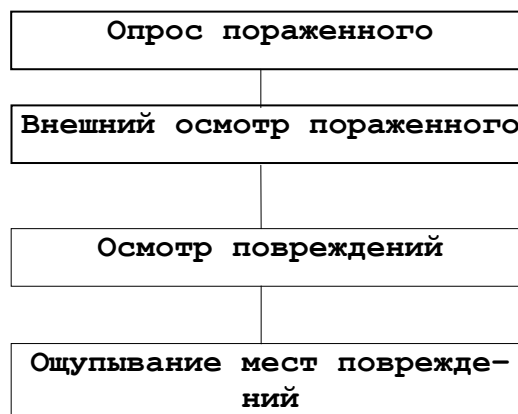 Опрос пораженного
Внешний осмотр пораженного
Осмотр повреждений
Ощупывание мест поврежде-
ний